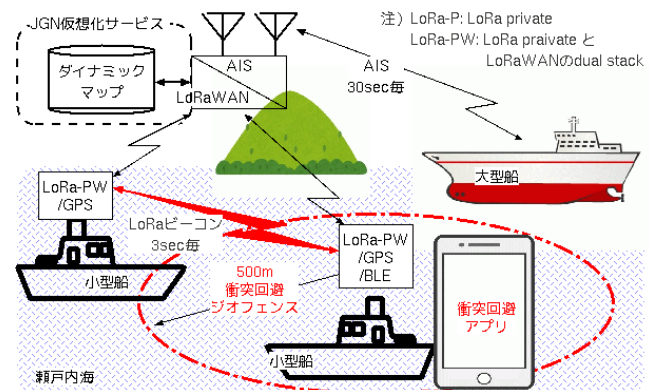 JGN仮想化サービス
ダイナミック
マップ
AIS
LoRaWAN
注）LoRa-P: LoRa private
LoRa-PW: LoRa praivate と
LoRaWANのdual stack
AIS
30sec毎
大型船
LoRa-PW
/GPS
LoRaビーコン
3sec毎
小型船
LoRa-PW
/GPS
/BLE
500m
衝突回避
ジオフェンス
衝突回避
アプリ
小型船
瀬戸内海